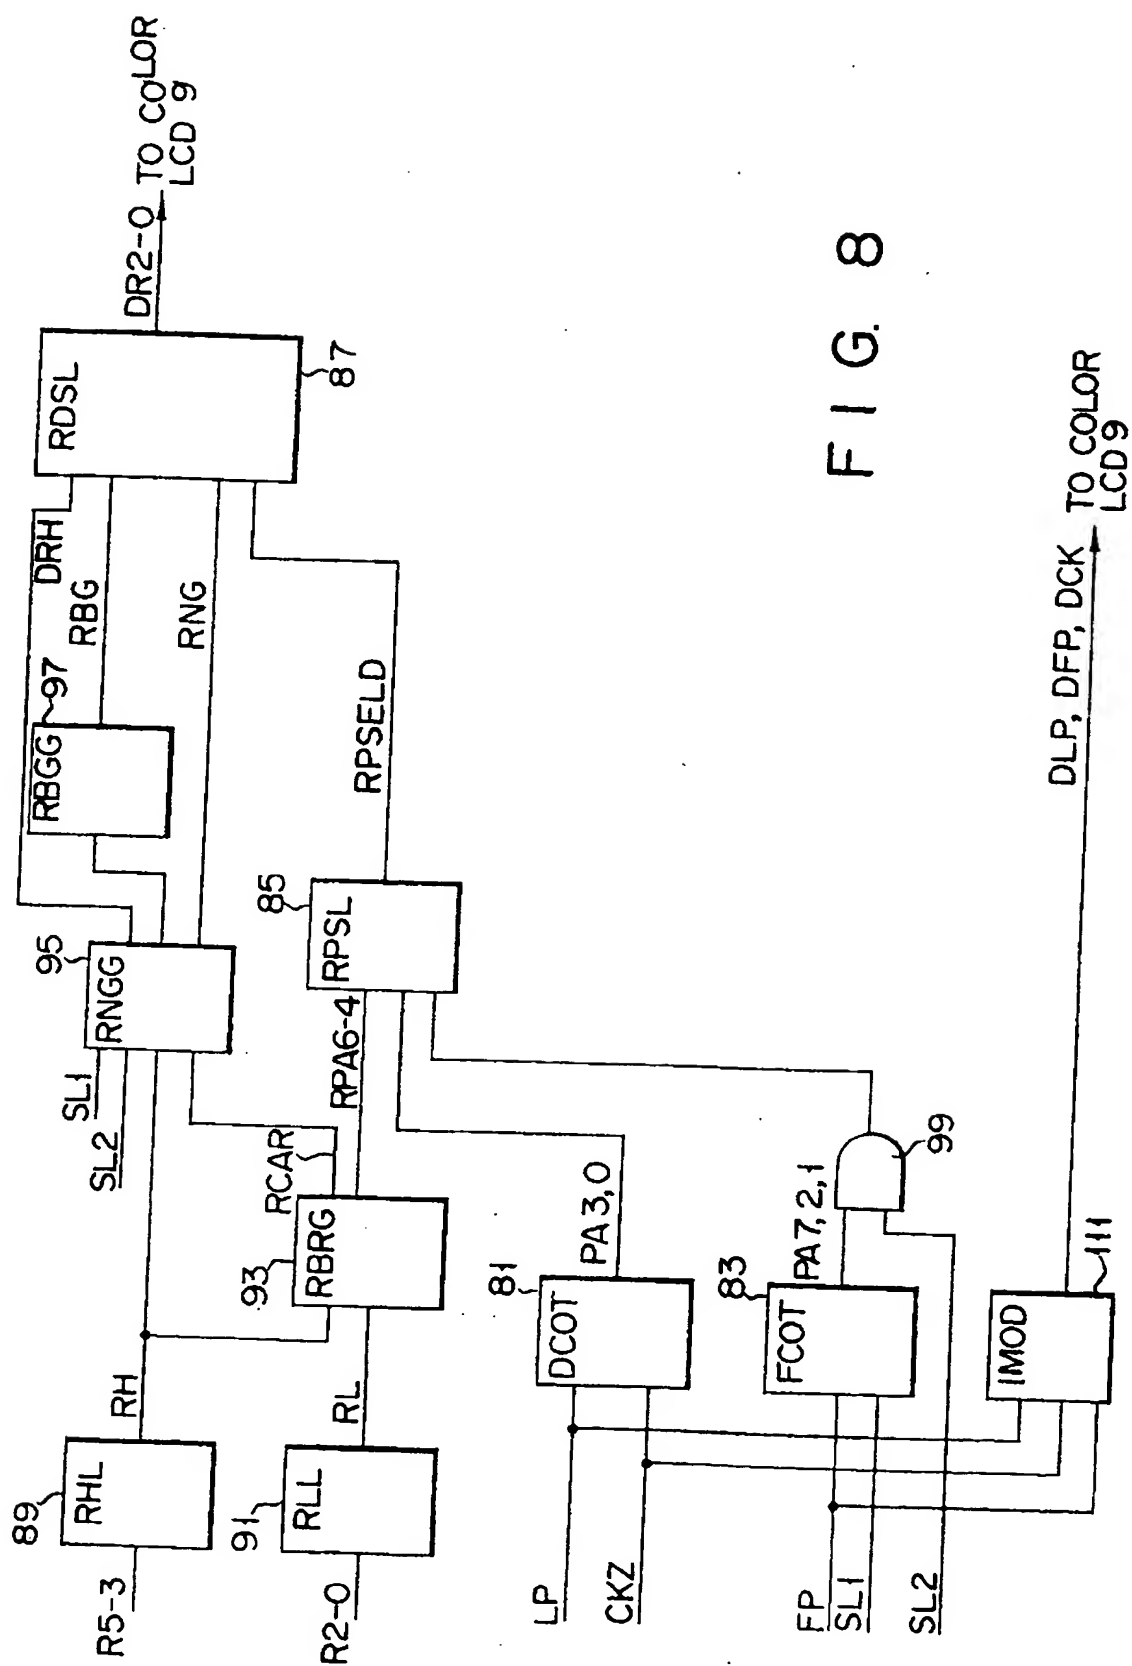 R5-3
89
RHL
RH
SL1
SL2
95
RNGG
RBGG
97
DRH
RBG
RNG
RDSL
87
DR2-0
TO COLOR
LCD 9
R2-0
91
RLL
RL
93
RBRG
RCAR
RPA6-4
85
RPSL
RPSELD
LP
CKZ
81
DCOT
PA3,0
FP
SL1
SL2
83
FCOT
PA7,2,1
99
IMOD
111
DLP, DFP, DCK
TO COLOR
LCD 9
FIG. 8